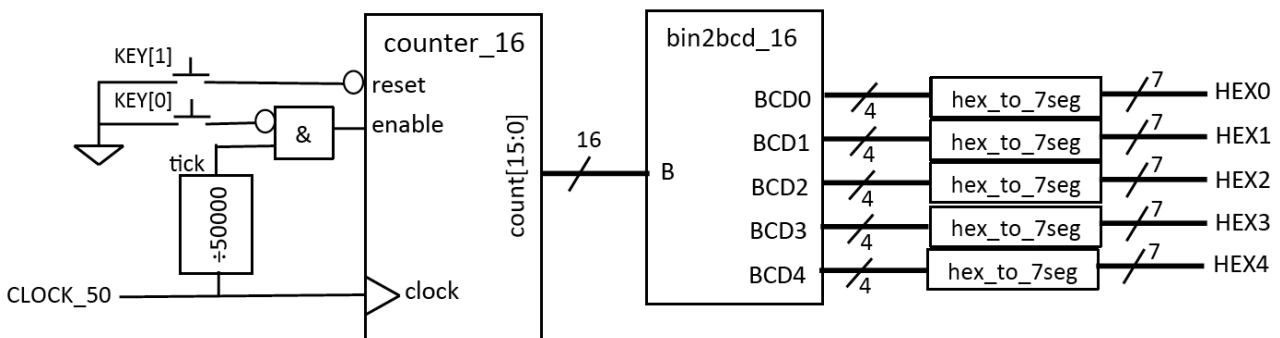 counter_16
KEY[1]
reset
KEY[0]
&
enable
tick
÷50000
CLOCK_50
clock
count[15:0]
16
bin2bcd_16
B
BCD0
4
hex_to_7seg
7
HEX0
BCD1
4
hex_to_7seg
7
HEX1
BCD2
4
hex_to_7seg
7
HEX2
BCD3
4
hex_to_7seg
7
HEX3
BCD4
4
hex_to_7seg
7
HEX4